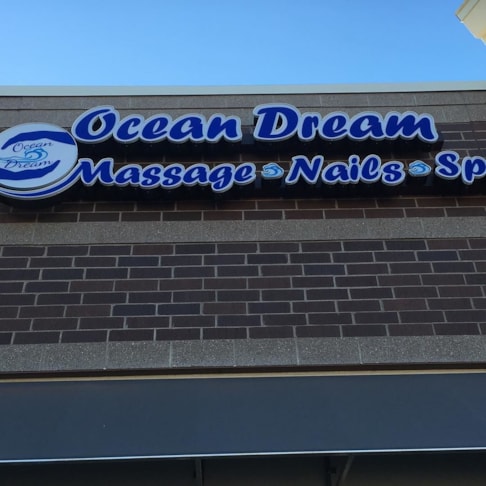 Ocean Dream
Ocean
Dream
Massage Nails Sp